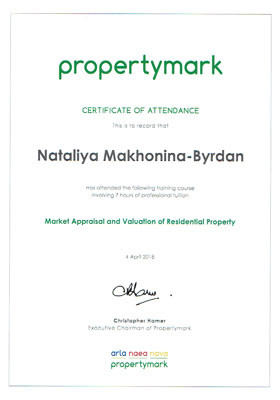 propertymark
CERTIFICATE OF ATTENDANCE
This is to record that
Nataliya Makhonina-Byrdan
Has attended the following training course
involving 7 hours of professional tuition
Market Appraisal and Valuation of Residential Property
4 April 2018
Christopher Hamer
Executive Chairman of Propertymark
arla naea nava
propertymark